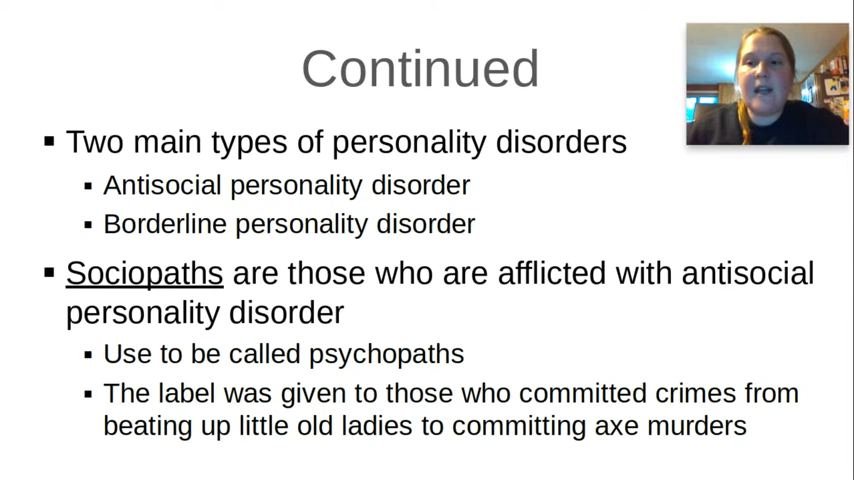 Continued
Two main types of personality disorders
Antisocial personality disorder
Borderline personality disorder
Sociopaths are those who are afflicted with antisocial
personality disorder
Use to be called psychopaths
The label was given to those who committed crimes from
beating up little old ladies to committing axe murders